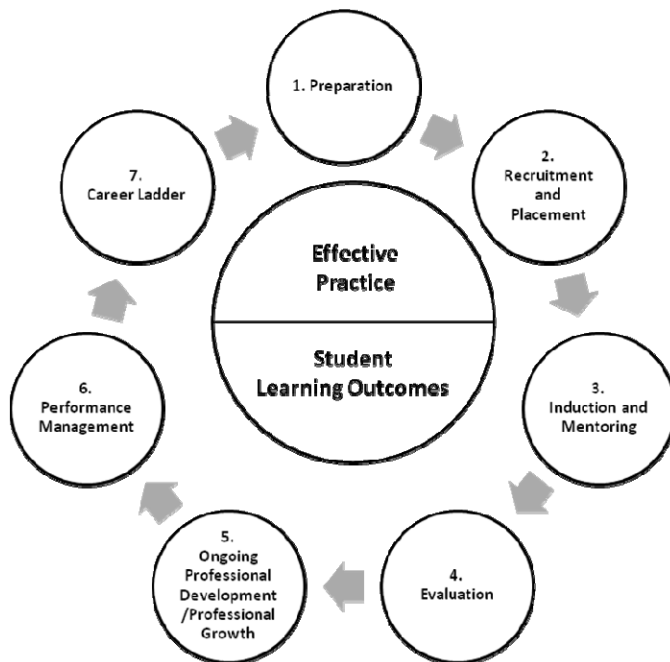 1. Preparation
2.
Recruitment
and
Placement
3.
Induction and
Mentoring
4.
Evaluation
5.
Ongoing
Professional
Development
/Professional
Growth
6.
Performance
Management
7.
Career Ladder
Effective
Practice
Student
Learning Outcomes